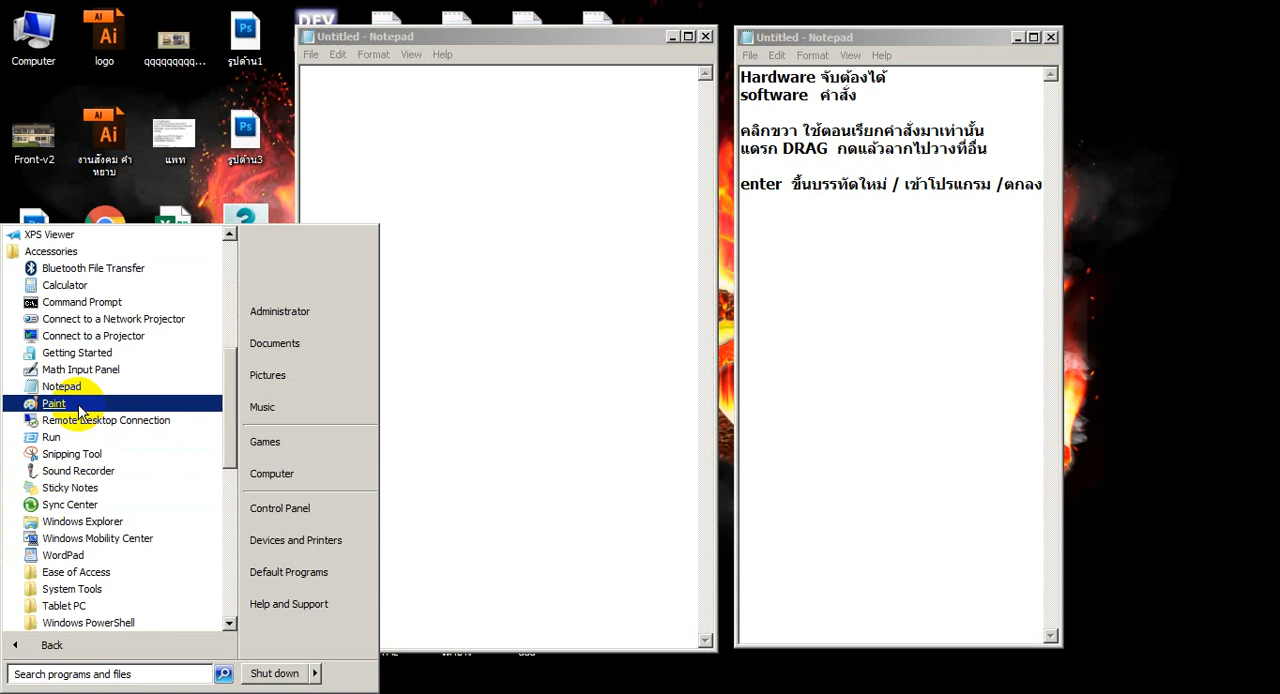 DEV
Computer
logo
qqqqqqqqq...
รูปด้าน1
Front-v2
งานสังคม คำ
หยาบ
แพท
รูปด้าน3
Untitled - Notepad
File Edit Format View Help
Untitled - Notepad
File Edit Format View Help
Hardware จับต้องได้
software คำสั่ง
คลิกขวา ใช้ตอนเรียกคำสั่งมาเท่านั้น
แดรก DRAG กดแล้วลากไปวางที่อื่น
enter ขึ้นบรรทัดใหม่ / เข้าโปรแกรม /ตกลง
XPS Viewer
Accessories
Bluetooth File Transfer
Calculator
Command Prompt
Connect to a Network Projector
Connect to a Projector
Getting Started
Math Input Panel
Notepad
Paint
Remote Desktop Connection
Run
Snipping Tool
Sound Recorder
Sticky Notes
Sync Center
Windows Explorer
Windows Mobility Center
WordPad
Ease of Access
System Tools
Tablet PC
Windows PowerShell
Back
Search programs and files
Administrator
Documents
Pictures
Music
Games
Computer
Control Panel
Devices and Printers
Default Programs
Help and Support
Shut down